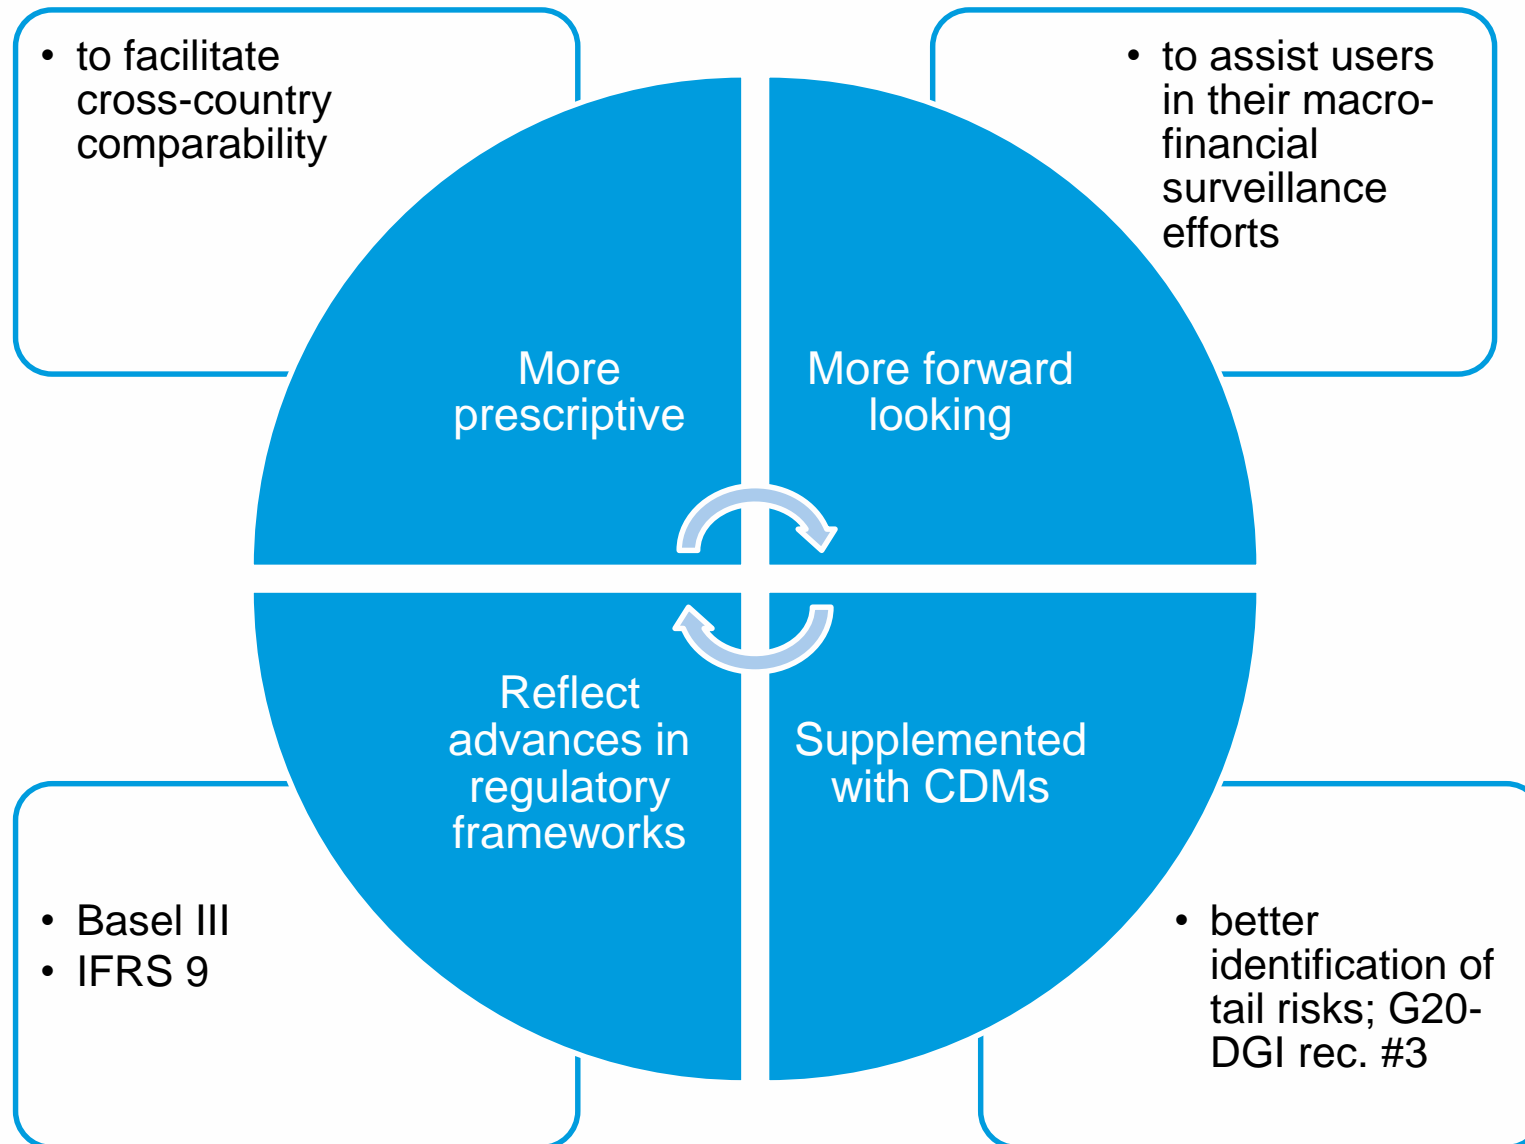 • to facilitate
cross-country
comparability
• to assist users
in their macro-
financial
surveillance
efforts
More
prescriptive
More forward
looking
Reflect
advances in
regulatory
frameworks
Supplemented
with CDMs
• Basel III
• IFRS 9
• better
identification of
tail risks; G20-
DGI rec. #3